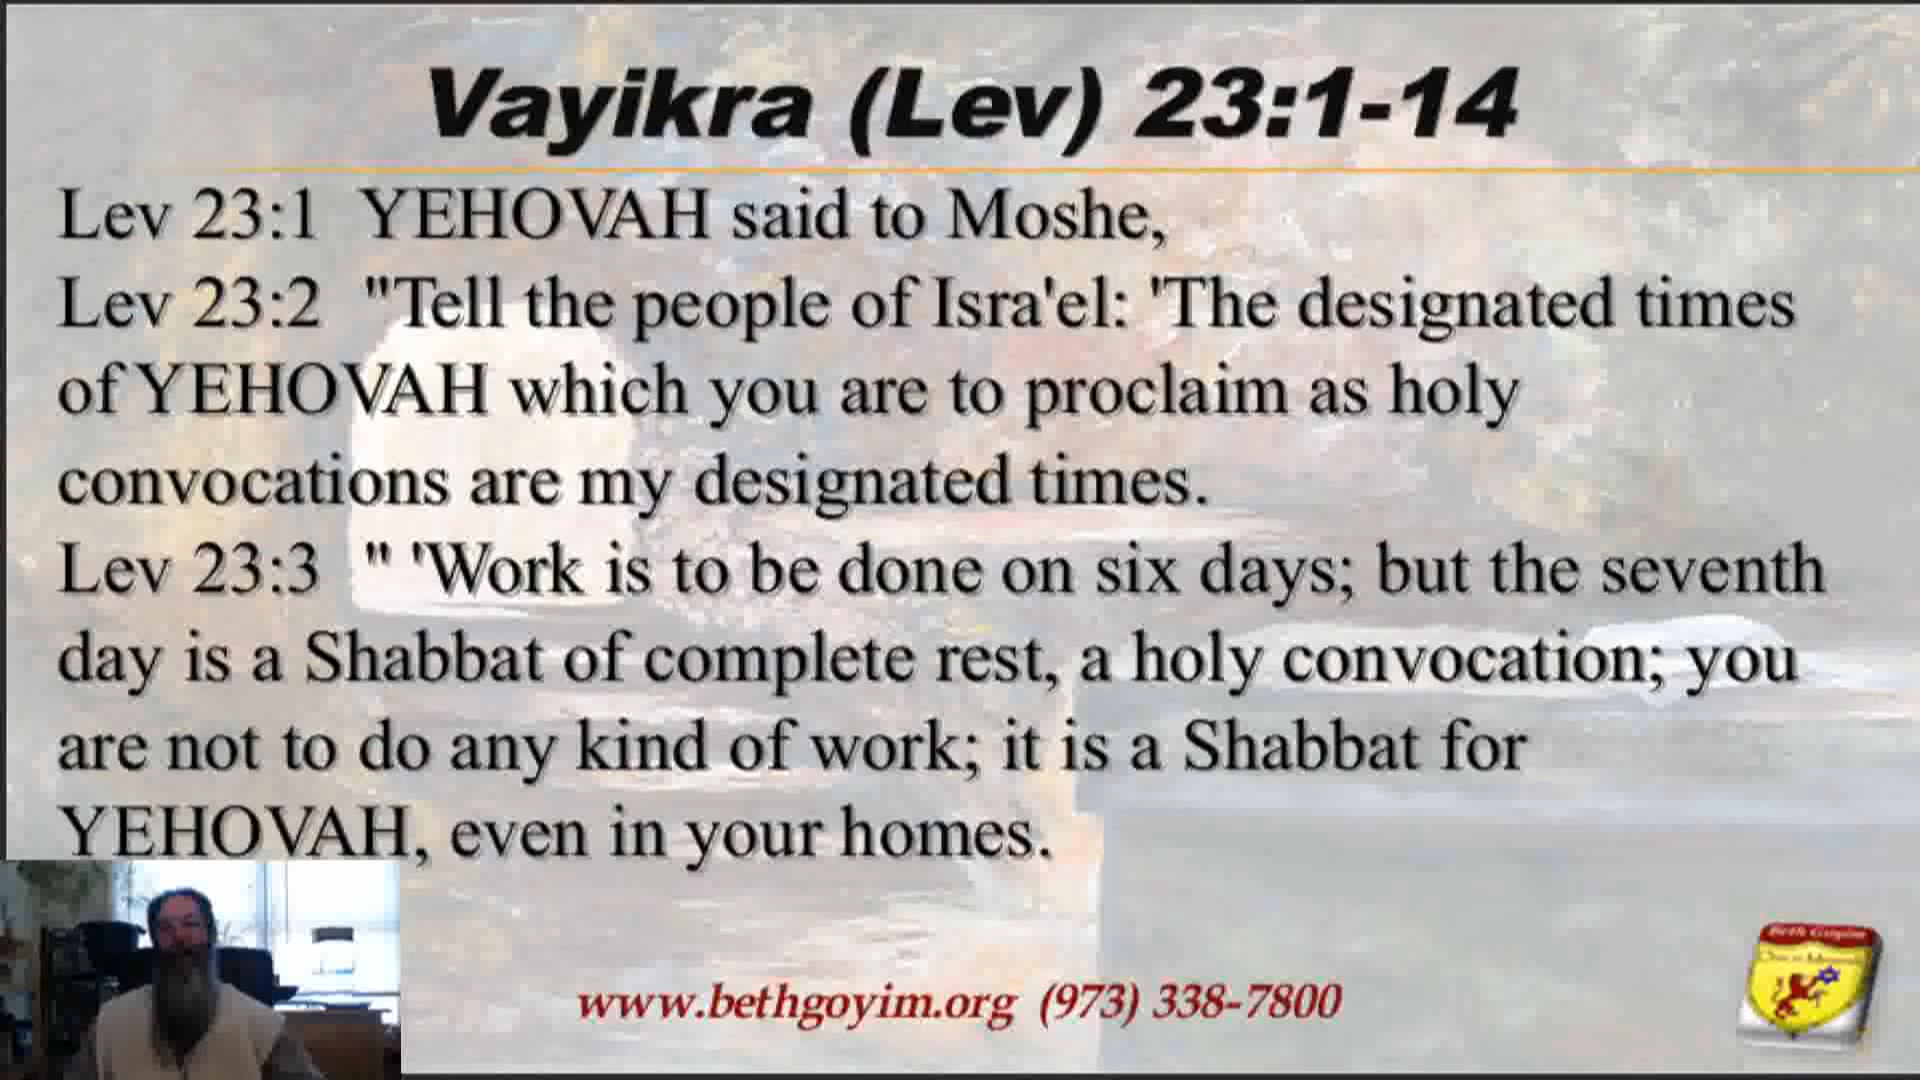 Vayikra (Lev) 23:1-14
Lev 23:1  YEHOVAH said to Moshe,
Lev 23:2  "Tell the people of Isra'el: 'The designated times
of YEHOVAH which you are to proclaim as holy
convocations are my designated times.
Lev 23:3  " 'Work is to be done on six days; but the seventh
day is a Shabbat of complete rest, a holy convocation; you
are not to do any kind of work; it is a Shabbat for
YEHOVAH, even in your homes.
Beth Goyim
www.bethgoyim.org (973) 338-7800